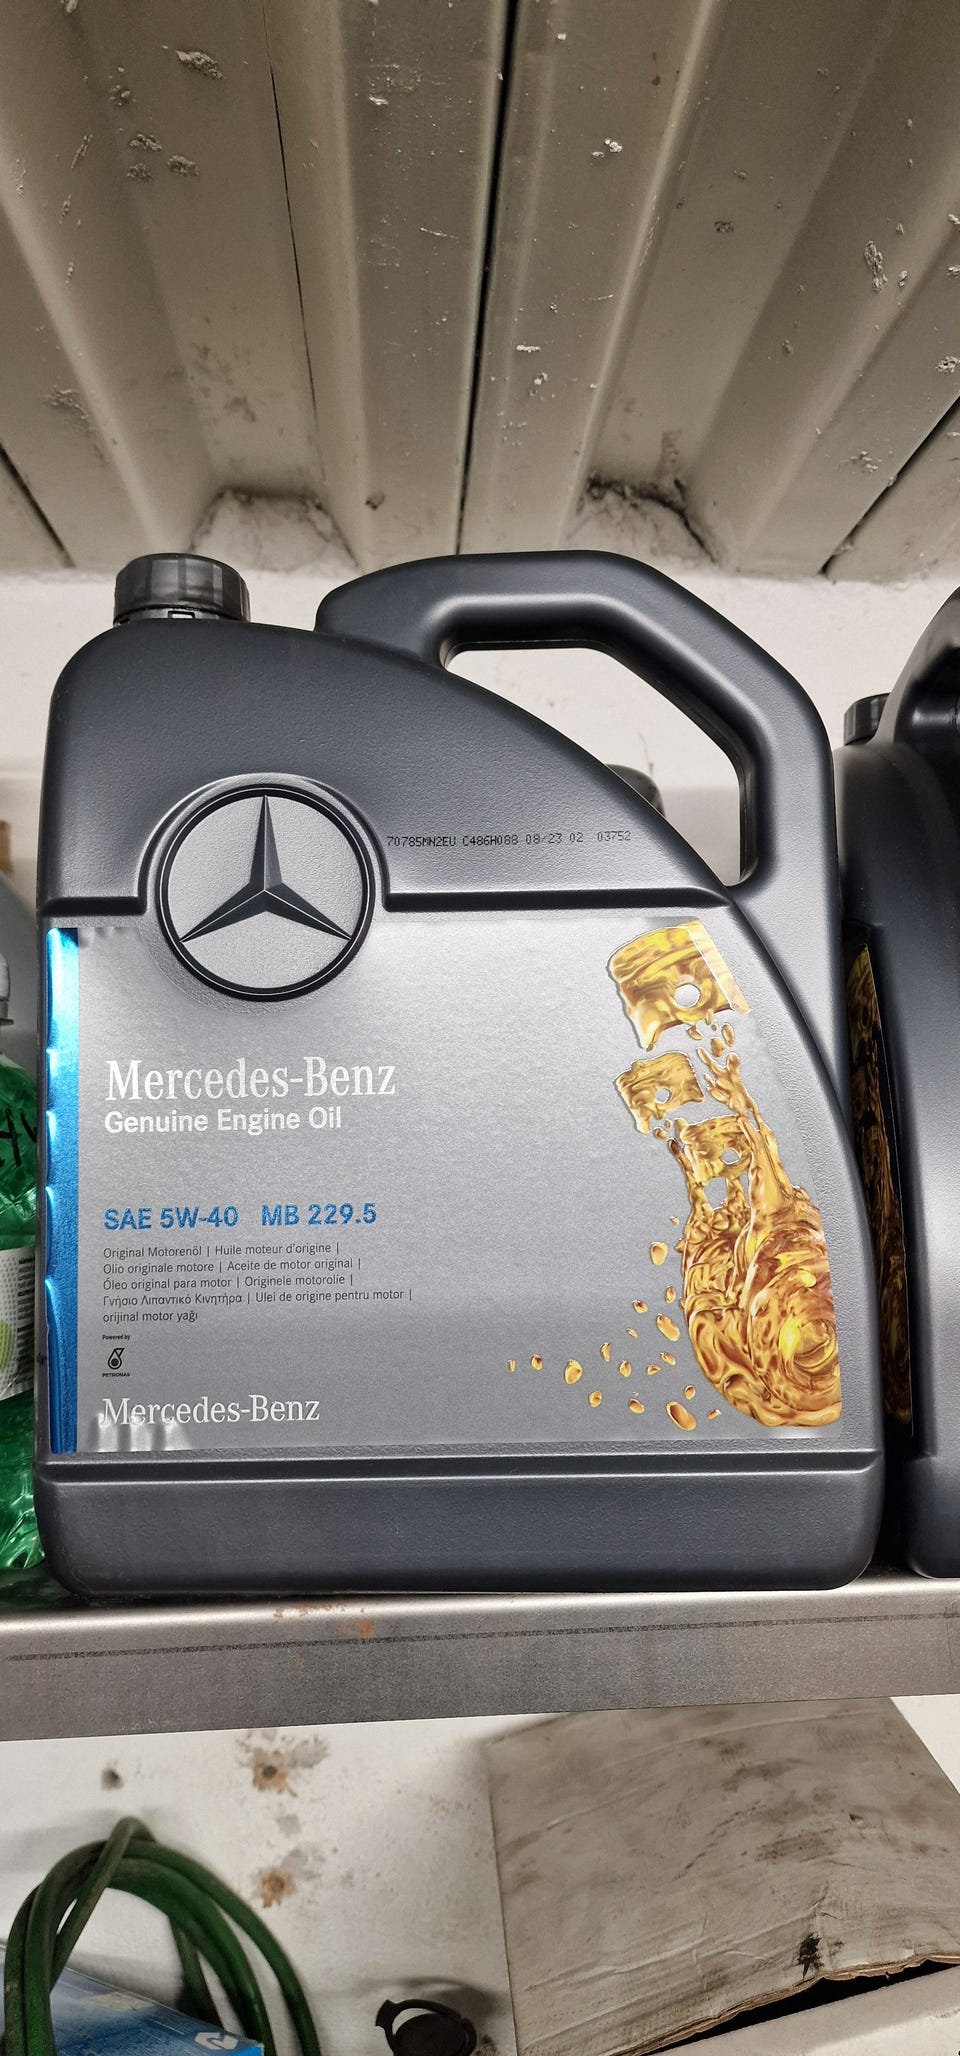 70785MN2EU C486H088 08/23 02 03752
Mercedes-Benz
Genuine Engine Oil
SAE 5W-40 MB 229.5
Original Motorenöl | Huile moteur d'origine |
Olio originale motore | Aceite de motor original |
Óleo original para motor | Originele motorolie |
Γνήσιο Λιπαντικό Κινητήρα | Ulei de origine pentru motor |
orijinal motor yağı
Powered by
PETRONAS
Mercedes-Benz